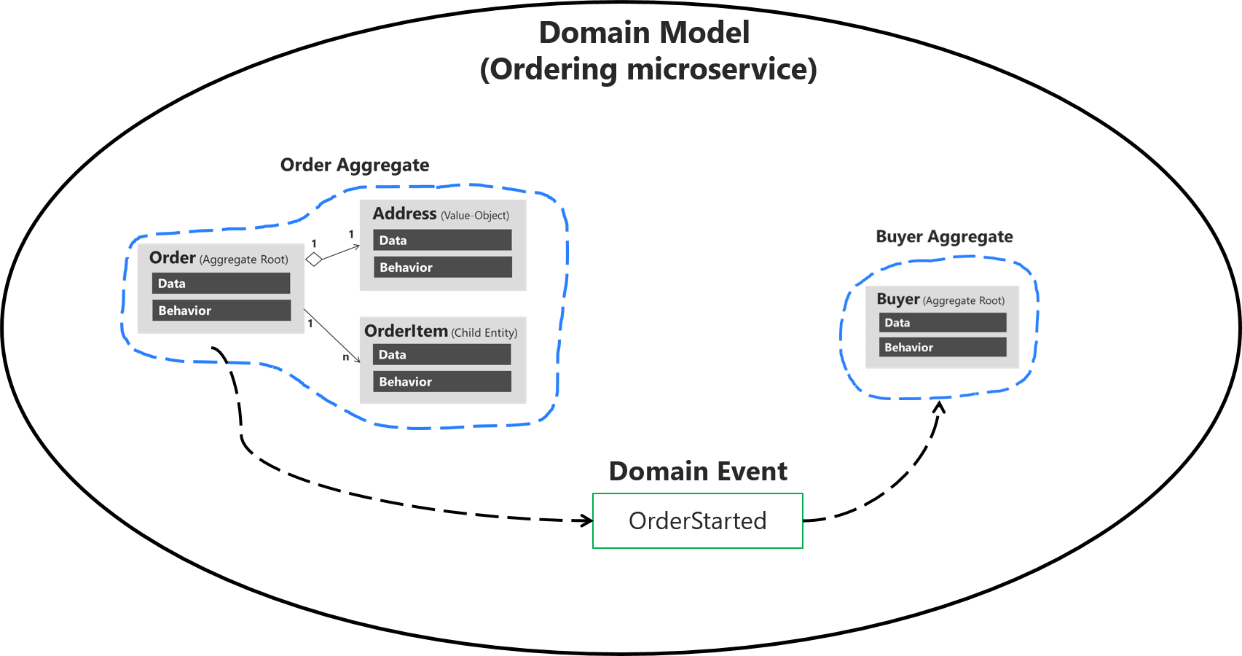 Domain Model
(Ordering microservice)
Order Aggregate
Address (Value-Object)
Data
Behavior
Order (Aggregate Root)
Data
Behavior
1
1
1
n
OrderItem (Child Entity)
Data
Behavior
Buyer Aggregate
Buyer (Aggregate Root)
Data
Behavior
Domain Event
OrderStarted